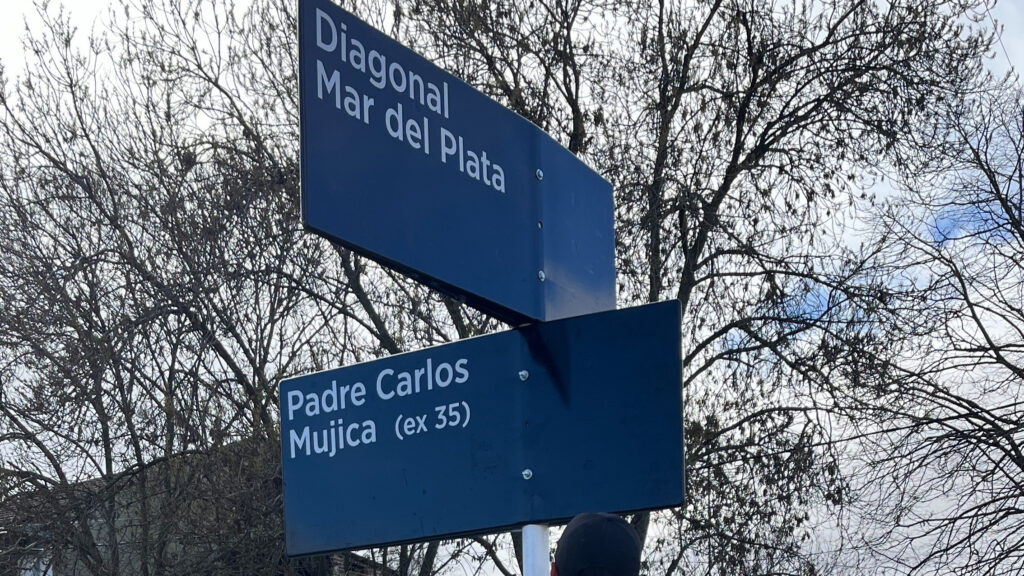 Diagonal
Mar del Plata
Padre Carlos
Mujica (ex 35)